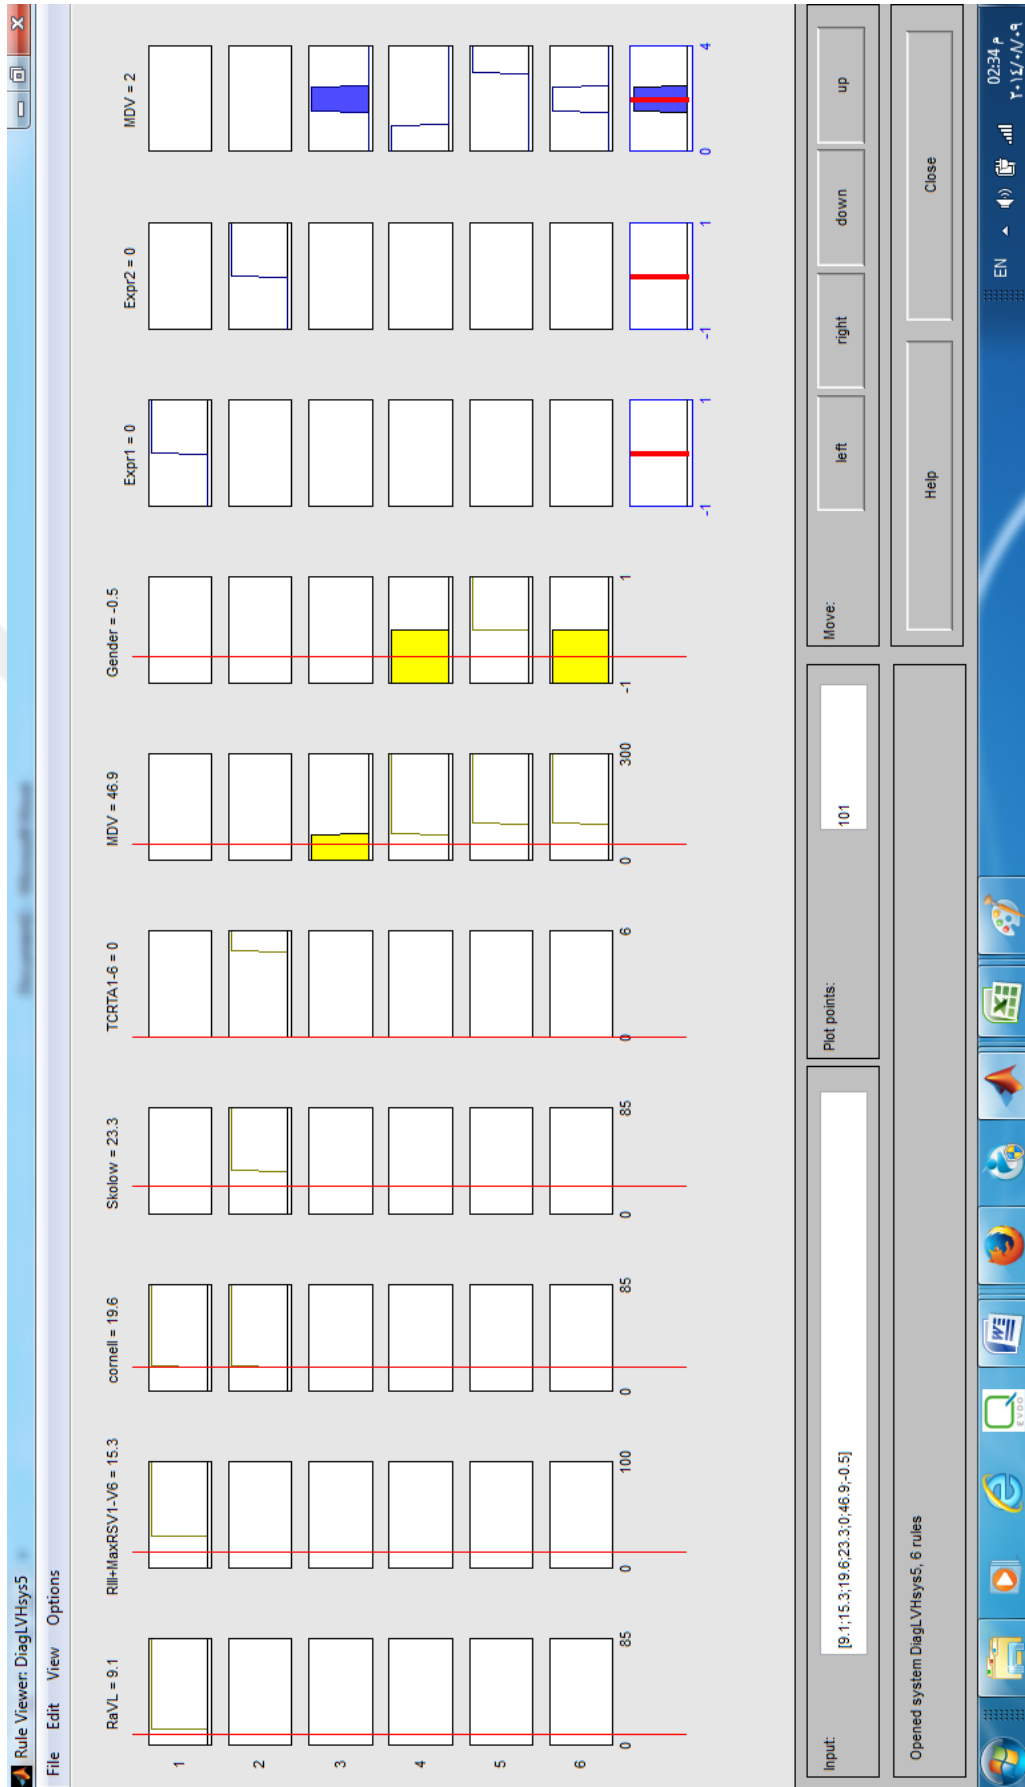 Rule Viewer: DiagLVHsys5
File Edit View Options
RaVL = 9.1
RIII+MaxRSV1-V6 = 15.3
cornell = 19.6
Skolow = 23.3
TCRTA1-6 = 0
MDV = 46.9
Gender = -0.5
Expr1 = 0
Expr2 = 0
MDV = 2
1
2
3
4
5
6
0 85
0 100
0 85
0 85
0 6
0 300
-1 1
-1 1
-1 1
0 4
Input: [9.1;15.3;19.6;23.3;0;46.9;-0.5]
Plot points: 101
Move: left right down up
Opened system DiagLVHsys5, 6 rules
Help Close
EVDO
EN
02:34 م
٢٠١٤/٠٨/٠٩